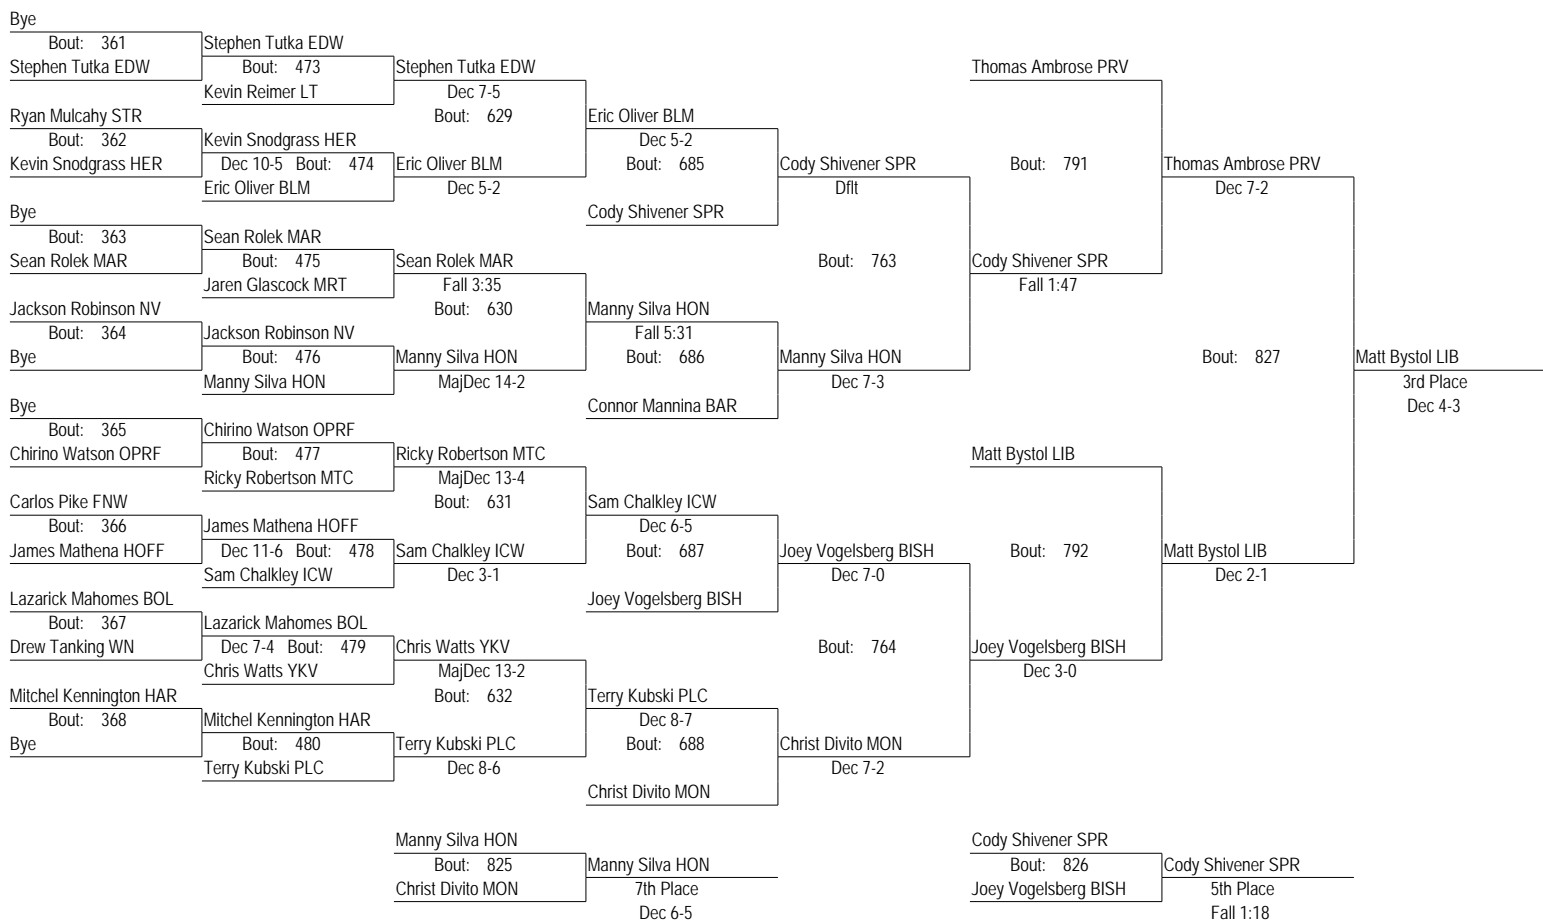 Bye
Bout: 361
Stephen Tutka EDW
Ryan Mulcahy STR
Bout: 362
Kevin Snodgrass HER
Bye
Bout: 363
Sean Rolek MAR
Jackson Robinson NV
Bout: 364
Bye
Bye
Bout: 365
Chirino Watson OPRF
Carlos Pike FNW
Bout: 366
James Mathena HOFF
Lazarick Mahomes BOL
Bout: 367
Drew Tanking WN
Mitchel Kennington HAR
Bout: 368
Bye
Stephen Tutka EDW
Bout: 473
Kevin Reimer LT
Kevin Snodgrass HER
Dec 10-5 Bout: 474
Eric Oliver BLM
Sean Rolek MAR
Bout: 475
Jaren Glascock MRT
Jackson Robinson NV
Bout: 476
Manny Silva HON
Chirino Watson OPRF
Bout: 477
Ricky Robertson MTC
James Mathena HOFF
Dec 11-6 Bout: 478
Sam Chalkley ICW
Lazarick Mahomes BOL
Dec 7-4 Bout: 479
Chris Watts YKV
Mitchel Kennington HAR
Bout: 480
Terry Kubski PLC
Stephen Tutka EDW
Dec 7-5
Bout: 629
Eric Oliver BLM
Dec 5-2
Sean Rolek MAR
Fall 3:35
Bout: 630
Manny Silva HON
MajDec 14-2
Ricky Robertson MTC
MajDec 13-4
Bout: 631
Sam Chalkley ICW
Dec 3-1
Chris Watts YKV
MajDec 13-2
Bout: 632
Terry Kubski PLC
Dec 8-6
Eric Oliver BLM
Dec 5-2
Bout: 685
Cody Shivener SPR
Manny Silva HON
Fall 5:31
Bout: 686
Connor Mannina BAR
Sam Chalkley ICW
Dec 6-5
Bout: 687
Joey Vogelsberg BISH
Terry Kubski PLC
Dec 8-7
Bout: 688
Christ Divito MON
Cody Shivener SPR
Dflt
Bout: 763
Manny Silva HON
Dec 7-3
Joey Vogelsberg BISH
Dec 7-0
Bout: 764
Christ Divito MON
Dec 7-2
Thomas Ambrose PRV
Bout: 791
Cody Shivener SPR
Fall 1:47
Matt Bystol LIB
Bout: 792
Joey Vogelsberg BISH
Dec 3-0
Thomas Ambrose PRV
Dec 7-2
Bout: 827
Matt Bystol LIB
Dec 2-1
Matt Bystol LIB
3rd Place
Dec 4-3
Manny Silva HON
Bout: 825
Christ Divito MON
Manny Silva HON
7th Place
Dec 6-5
Cody Shivener SPR
Bout: 826
Joey Vogelsberg BISH
Cody Shivener SPR
5th Place
Fall 1:18